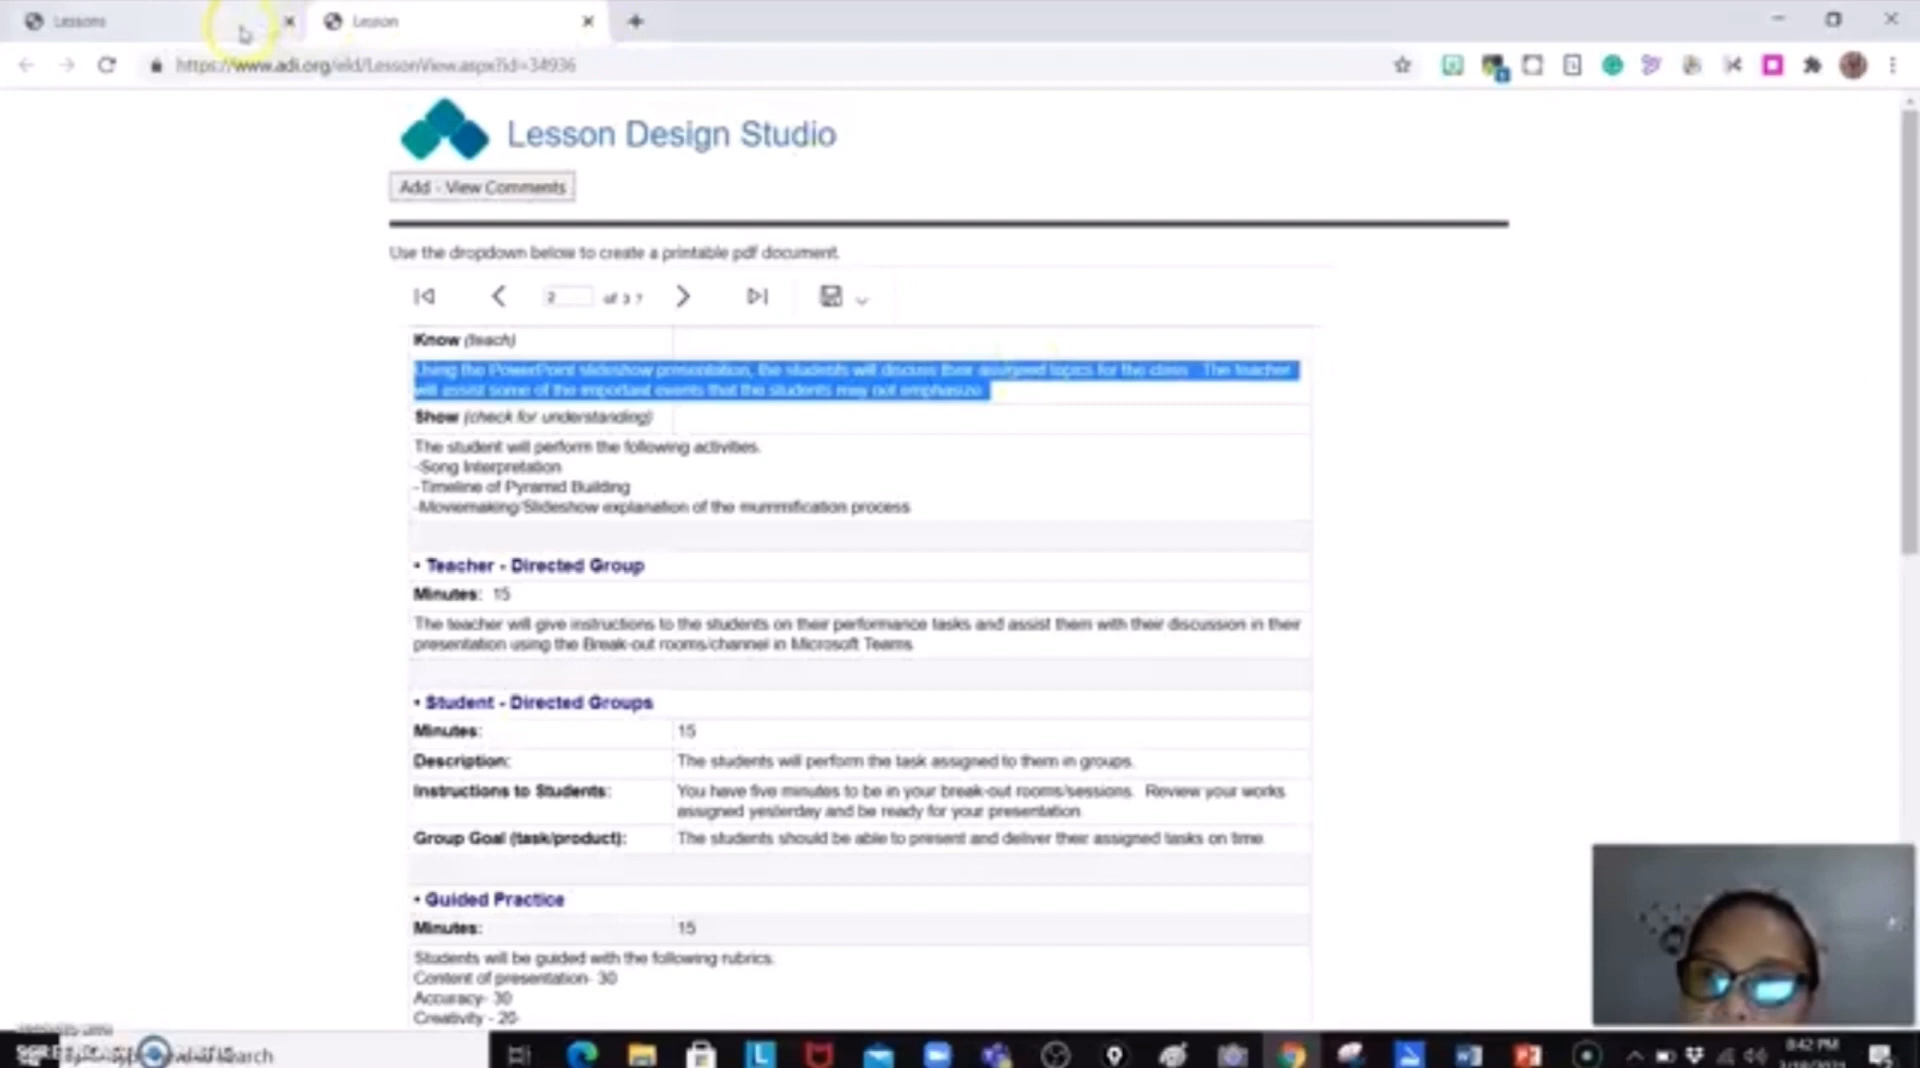 Lessons
Lesson
https://www.adi.org/eld/LessonView.aspx?id=34936
Lesson Design Studio
Add - View Comments
Use the dropdown below to create a printable pdf document.
2 of 3 ?
Know (teach)
Using the PowerPoint slideshow presentation, the students will discuss their assigned topics for the class. The teacher
will assist some of the important events that the students may not emphasize.
Show (check for understanding)
The student will perform the following activities.
-Song Interpretation
-Timeline of Pyramid Building
-Moviemaking/Slideshow explanation of the mummification process
• Teacher - Directed Group
Minutes: 15
The teacher will give instructions to the students on their performance tasks and assist them with their discussion in their
presentation using the Break-out rooms/channel in Microsoft Teams
• Student - Directed Groups
Minutes: 15
Description: The students will perform the task assigned to them in groups.
Instructions to Students: You have five minutes to be in your break-out rooms/sessions. Review your works
assigned yesterday and be ready for your presentation
Group Goal (task/product): The students should be able to present and deliver their assigned tasks on time
• Guided Practice
Minutes: 15
Students will be guided with the following rubrics.
Content of presentation- 30
Accuracy- 30
Creativity - 20
search
8:42 PM